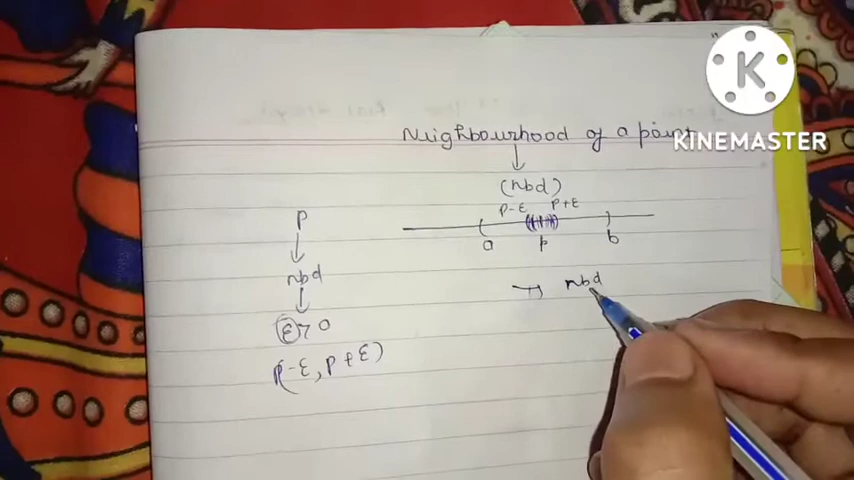 Neighbourhood of a point
↓
(nbd)
P-ε P+ε
a p b
P
↓
nbd
↓
ε>0
(P-ε, P+ε)
→ nbd
K
KINEMASTER